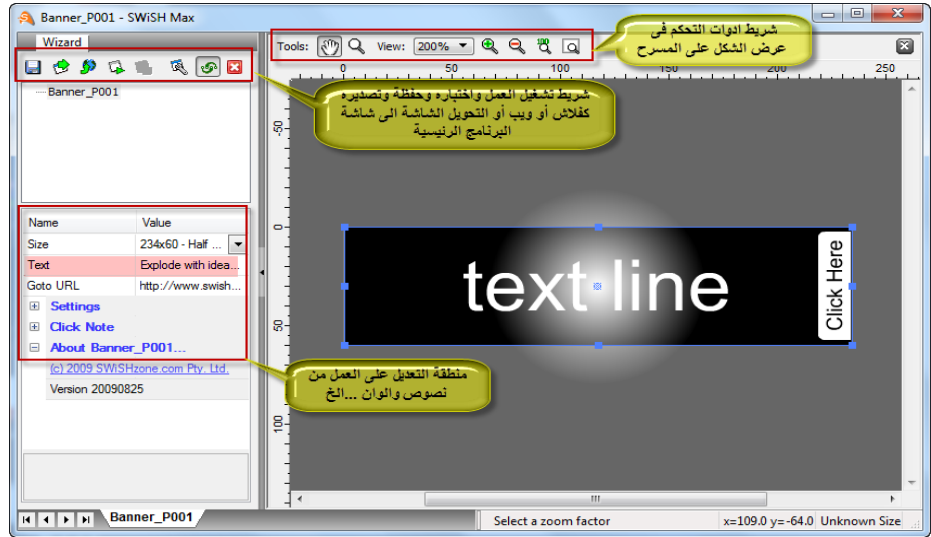 Banner_P001 - SWiSH Max
Wizard
Tools:
View:
200%
100
شريط ادوات التحكم فى
عرض الشكل على المسرح
0
50
100
150
200
250
Banner_P001
شريط تشغيل العمل واختباره وحفظة وتصديره
كفلاش أو ويب أو التحويل الشاشة الى شاشة
البرنامج الرئيسية
-50
0
50
100
Name
Value
Size
234x60 - Half ...
Text
Explode with idea...
Goto URL
http://www.swish...
Settings
Click Note
About Banner_P001...
(c) 2009 SWiSHzone.com Pty. Ltd.
Version 20090825
text line
Click Here
منطقة التعديل على العمل من
نصوص والوان ...الخ
Banner_P001
Select a zoom factor
x=109.0 y=-64.0
Unknown Size